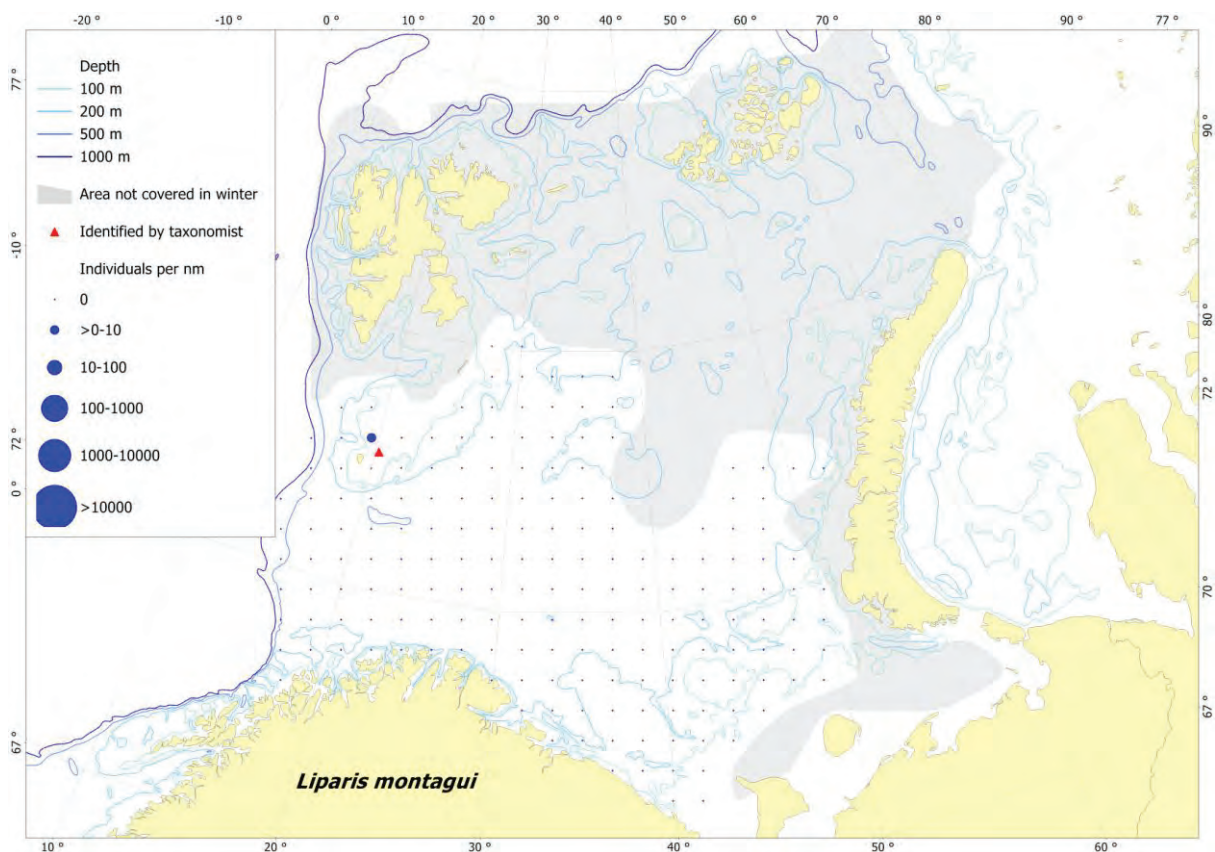 -20 ° -10 ° 0 ° 10 ° 20 ° 30 ° 40 ° 50 ° 60 ° 70 ° 80 ° 90 ° 77 °
Depth
100 m
200 m
500 m
1000 m
Area not covered in winter
Identified by taxonomist
Individuals per nm
0
>0-10
10-100
100-1000
1000-10000
>10000
77 °
-10 °
72 °
0 °
67 °
90 °
80 °
72 °
70 °
67 °
Liparis montagui
10 ° 20 ° 30 ° 40 ° 50 ° 60 °